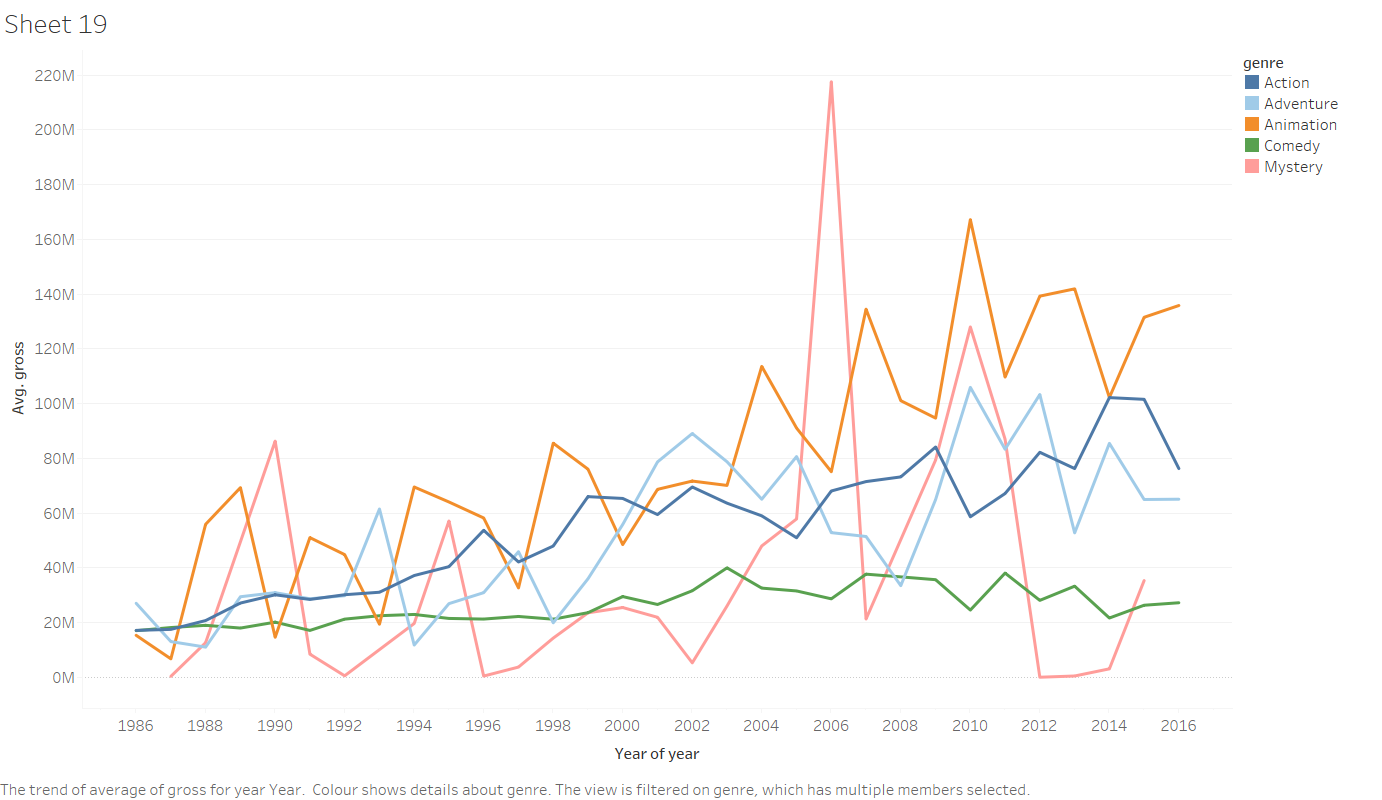 Sheet 19
genre
Action
Adventure
Animation
Comedy
Mystery
220M
200M
180M
160M
140M
120M
100M
80M
60M
40M
20M
0M
Avg. gross
1986 1988 1990 1992 1994 1996 1998 2000 2002 2004 2006 2008 2010 2012 2014 2016
Year of year
The trend of average of gross for year Year.  Colour shows details about genre. The view is filtered on genre, which has multiple members selected.